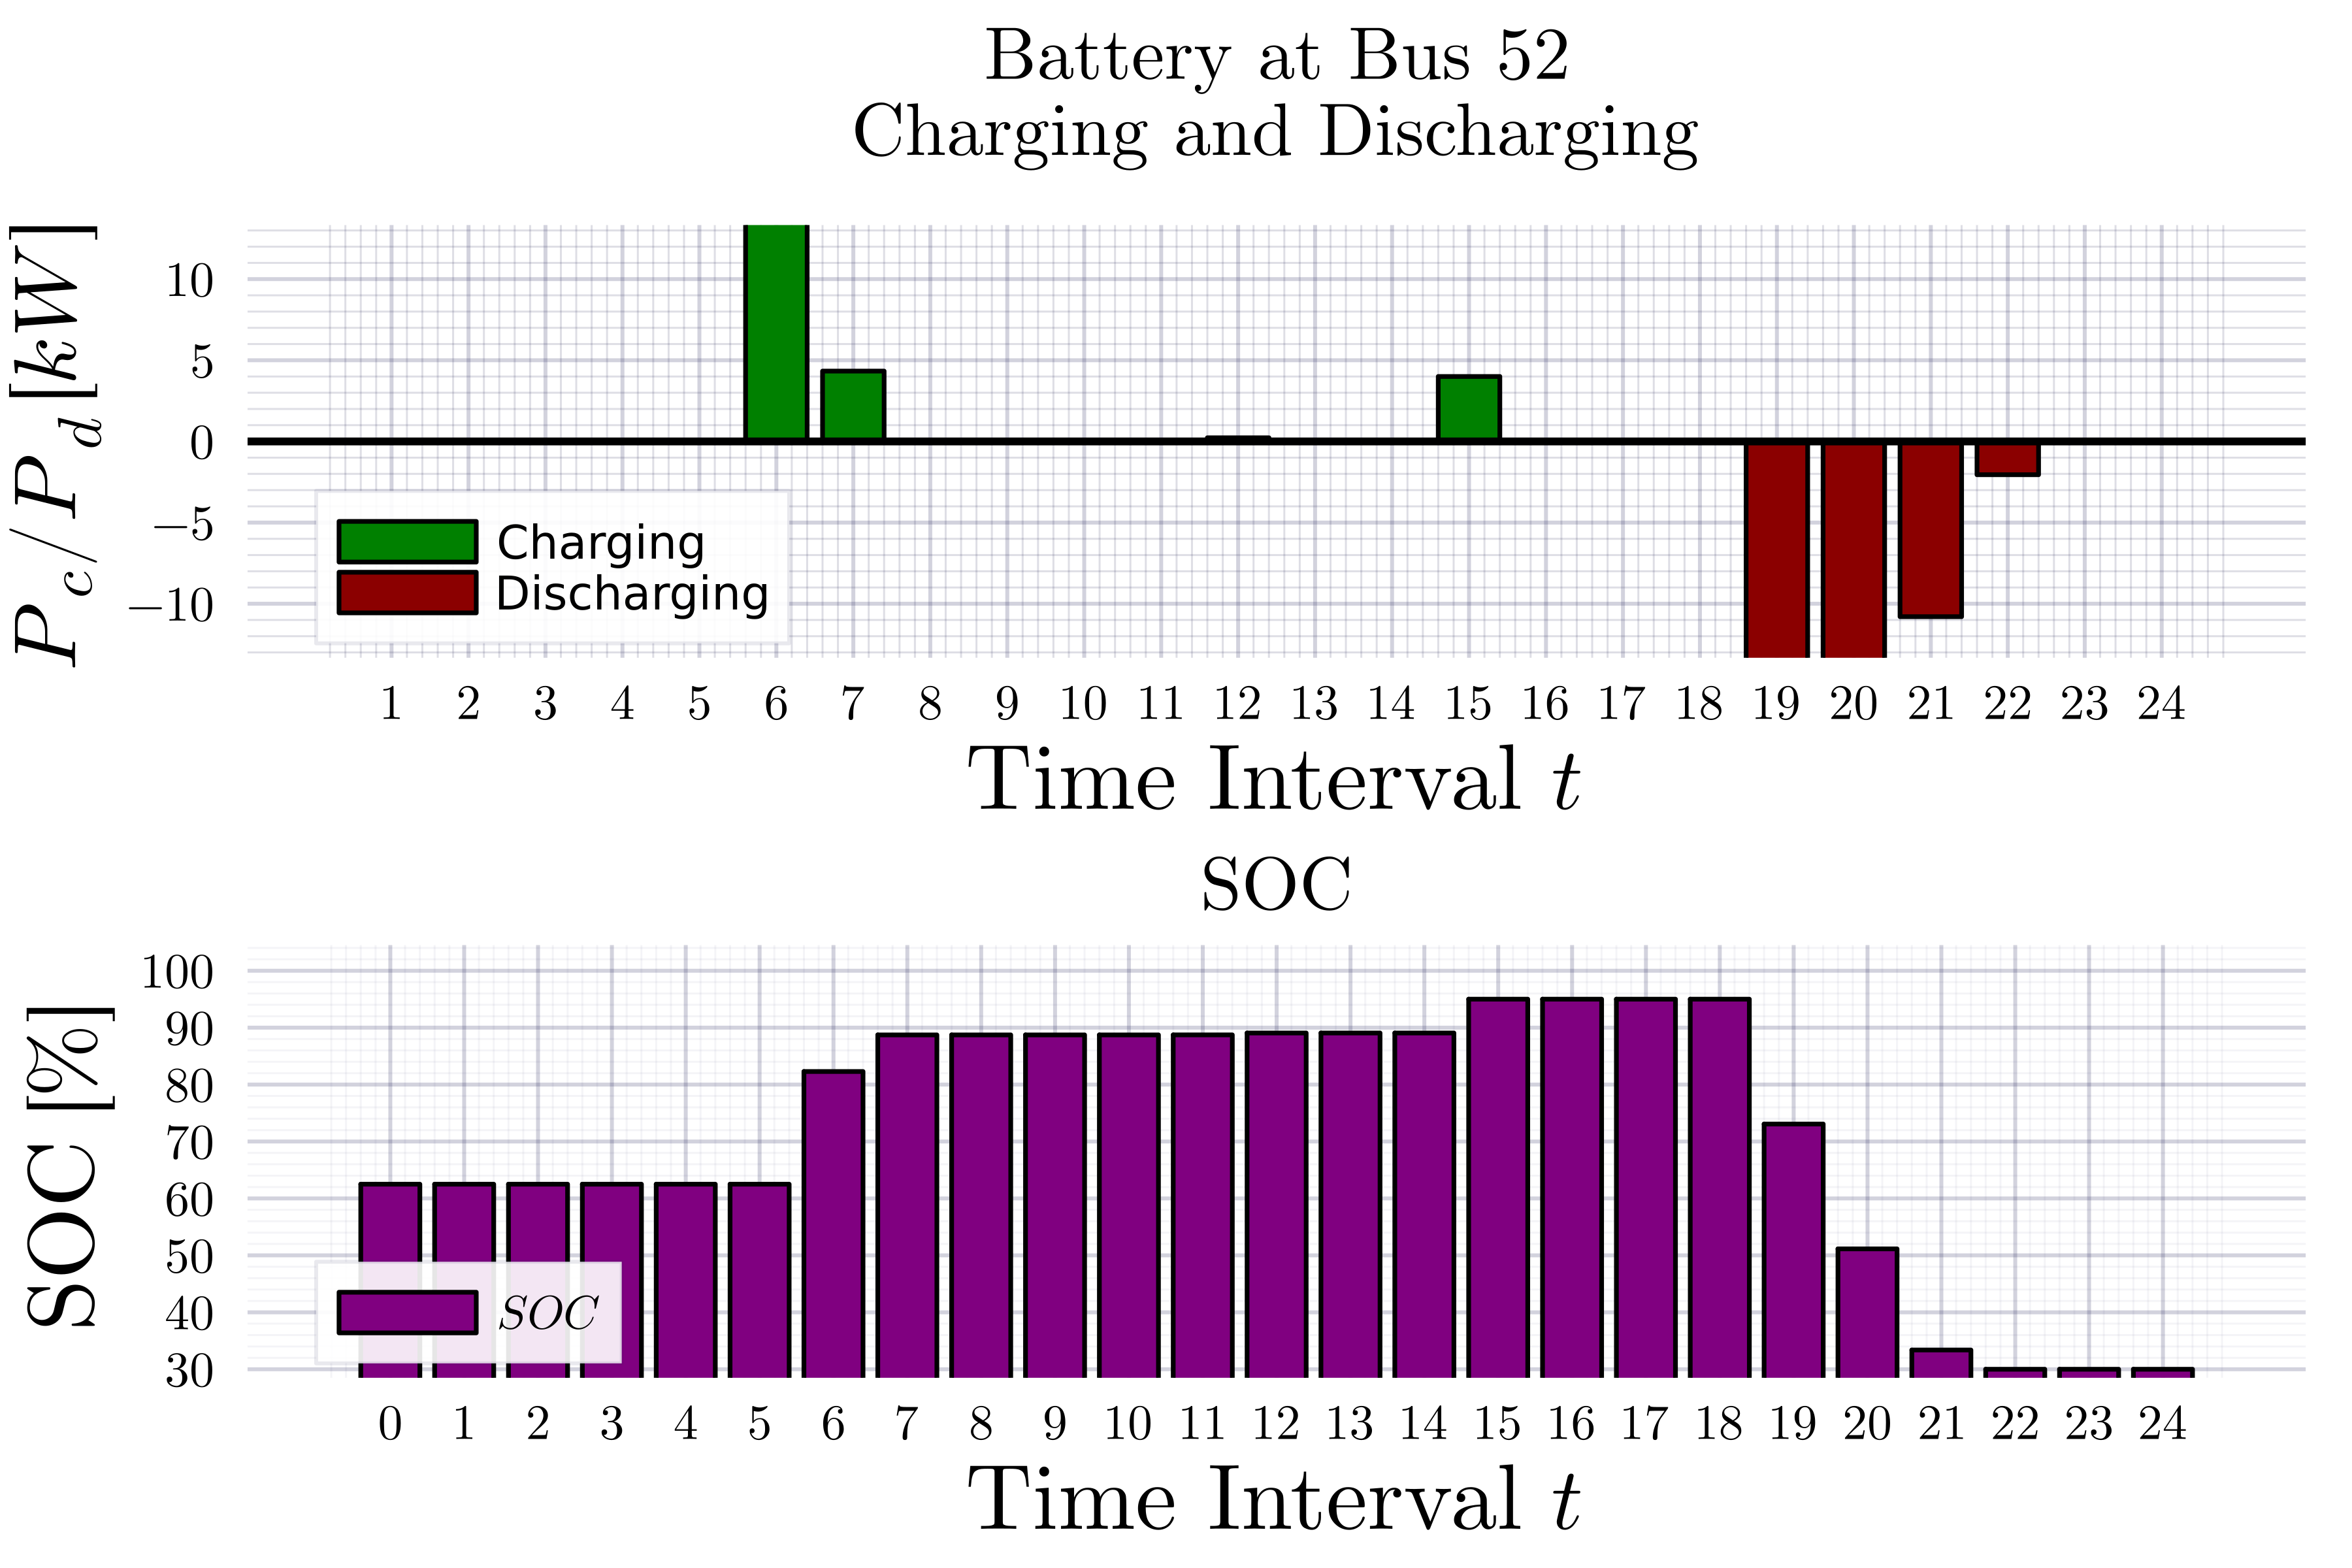 Battery at Bus 52
Charging and Discharging
P_c/P_d [kW]
10
5
0
−5
−10
Charging
Discharging
1 2 3 4 5 6 7 8 9 10 11 12 13 14 15 16 17 18 19 20 21 22 23 24
Time Interval t
SOC
SOC [%]
100
90
80
70
60
50
40
30
SOC
0 1 2 3 4 5 6 7 8 9 10 11 12 13 14 15 16 17 18 19 20 21 22 23 24
Time Interval t